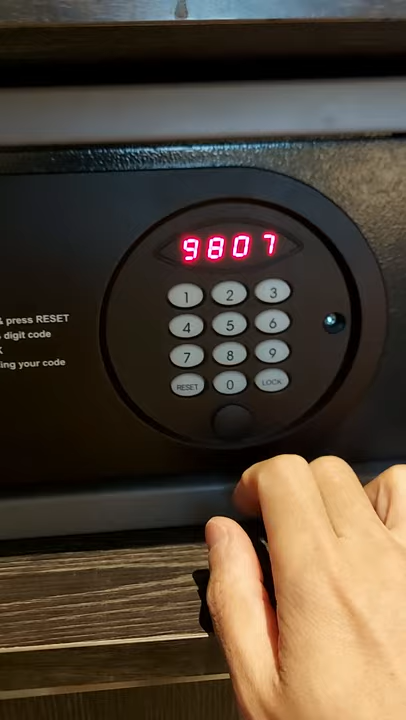 9807
1 2 3
& press RESET
4 5 6
digit code
7 8 9
ing your code
RESET 0 LOCK